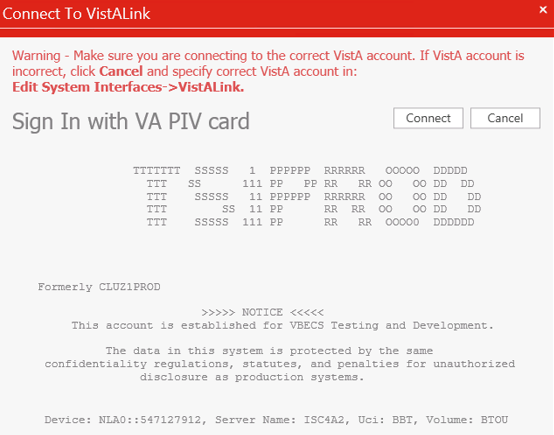 Connect To VistALink
×
Warning - Make sure you are connecting to the correct VistA account. If VistA account is
incorrect, click Cancel and specify correct VistA account in:
Edit System Interfaces->VistALink.
Sign In with VA PIV card
Connect
Cancel
TTTTTTT  SSSSS   1  PPPPPP  RRRRRR   OOOOO  DDDDD
  TTT   SS      111 PP   PP RR   RR OO   OO DD  DD
  TTT    SSSSS   11 PPPPPP  RRRRRR  OO   OO DD   DD
  TTT        SS  11 PP      RR  RR  OO   OO DD   DD
  TTT    SSSSS  111 PP      RR   RR  OOOOO  DDDDDD
Formerly CLUZ1PROD
>>>>> NOTICE <<<<<
This account is established for VBECS Testing and Development.
The data in this system is protected by the same
confidentiality regulations, statutes, and penalties for unauthorized
disclosure as production systems.
Device: NLA0::547127912, Server Name: ISC4A2, Uci: BBT, Volume: BTOU